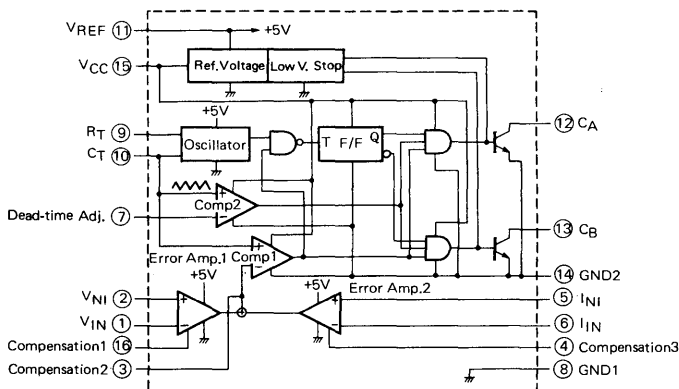 VREF 11 +5V
VCC 15 Ref. Voltage Low V. Stop
+5V
RT 9 Oscillator T F/F Q 12 CA
CT 10
+
Dead-time Adj. 7 − Comp2
13 CB
Error Amp.1 + Comp1 −
14 GND2
Error Amp.2
+5V +5V
VNI 2 + + 5 INI
VIN 1 − − 6 IIN
Compensation1 16 4 Compensation3
Compensation2 3 8 GND1